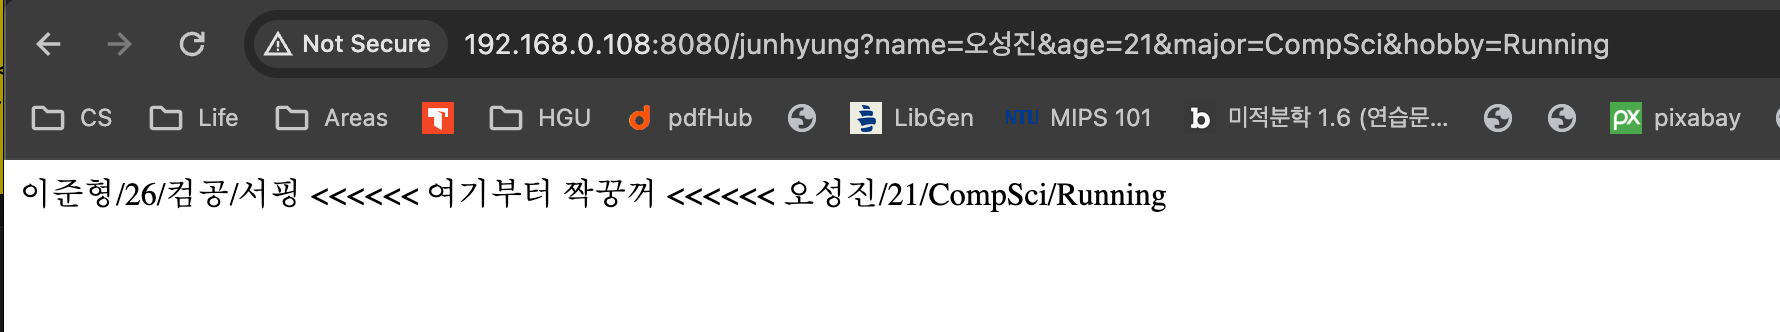 Not Secure 192.168.0.108:8080/junhyung?name=오성진&age=21&major=CompSci&hobby=Running
CS Life Areas T HGU d pdfHub LibGen NTU MIPS 101 b 미적분학 1.6 (연습문... px pixabay
이준형/26/컴공/서핑 <<<<<< 여기부터 짝꿍꺼 <<<<<< 오성진/21/CompSci/Running